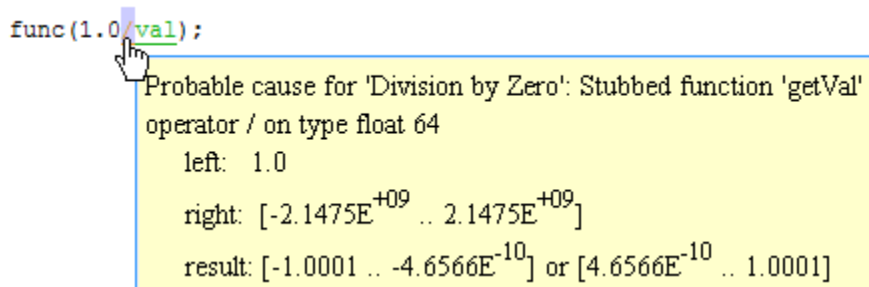 func(1.0/val);
Probable cause for 'Division by Zero': Stubbed function 'getVal'
operator / on type float 64
left: 1.0
right: [-2.1475E+09 .. 2.1475E+09]
result: [-1.0001 .. -4.6566E-10] or [4.6566E-10 .. 1.0001]